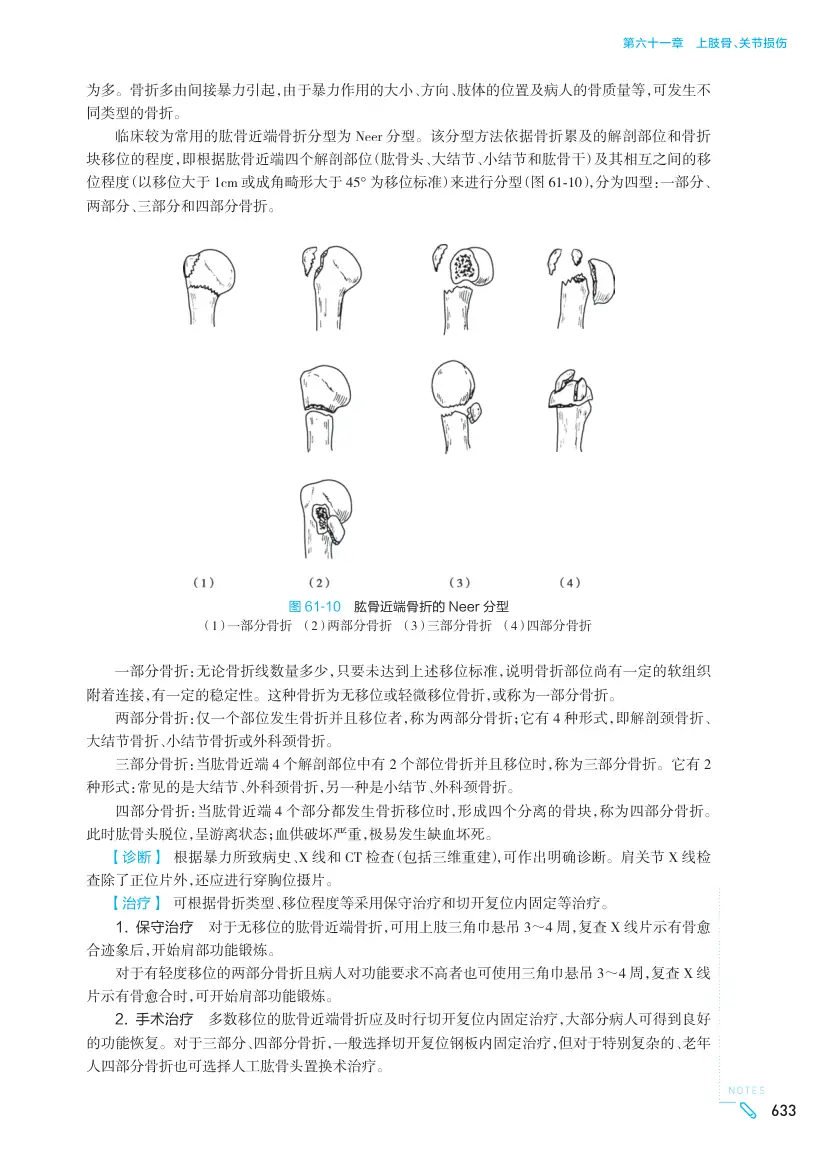 第六十一章　上肢骨、关节损伤
为多。骨折多由间接暴力引起,由于暴力作用的大小、方向、肢体的位置及病人的骨质量等,可发生不
同类型的骨折。
临床较为常用的肱骨近端骨折分型为 Neer 分型。该分型方法依据骨折累及的解剖部位和骨折
块移位的程度,即根据肱骨近端四个解剖部位(肱骨头、大结节、小结节和肱骨干)及其相互之间的移
位程度(以移位大于 1cm 或成角畸形大于 45° 为移位标准)来进行分型(图 61-10),分为四型:一部分、
两部分、三部分和四部分骨折。
(1)　(2)　(3)　(4)
图 61-10　肱骨近端骨折的 Neer 分型
(1)一部分骨折　(2)两部分骨折　(3)三部分骨折　(4)四部分骨折
一部分骨折:无论骨折线数量多少,只要未达到上述移位标准,说明骨折部位尚有一定的软组织
附着连接,有一定的稳定性。这种骨折为无移位或轻微移位骨折,或称为一部分骨折。
两部分骨折:仅一个部位发生骨折并且移位者,称为两部分骨折;它有 4 种形式,即解剖颈骨折、
大结节骨折、小结节骨折或外科颈骨折。
三部分骨折:当肱骨近端 4 个解剖部位中有 2 个部位骨折并且移位时,称为三部分骨折。它有 2
种形式:常见的是大结节、外科颈骨折,另一种是小结节、外科颈骨折。
四部分骨折:当肱骨近端 4 个部分都发生骨折移位时,形成四个分离的骨块,称为四部分骨折。
此时肱骨头脱位,呈游离状态;血供破坏严重,极易发生缺血坏死。
【诊断】 根据暴力所致病史、X 线和 CT 检查(包括三维重建),可作出明确诊断。肩关节 X 线检
查除了正位片外,还应进行穿胸位摄片。
【治疗】 可根据骨折类型、移位程度等采用保守治疗和切开复位内固定等治疗。
1. 保守治疗　对于无移位的肱骨近端骨折,可用上肢三角巾悬吊 3～4 周,复查 X 线片示有骨愈
合迹象后,开始肩部功能锻炼。
对于有轻度移位的两部分骨折且病人对功能要求不高者也可使用三角巾悬吊 3～4 周,复查 X 线
片示有骨愈合时,可开始肩部功能锻炼。
2. 手术治疗　多数移位的肱骨近端骨折应及时行切开复位内固定治疗,大部分病人可得到良好
的功能恢复。对于三部分、四部分骨折,一般选择切开复位钢板内固定治疗,但对于特别复杂的、老年
人四部分骨折也可选择人工肱骨头置换术治疗。
NOTES
633